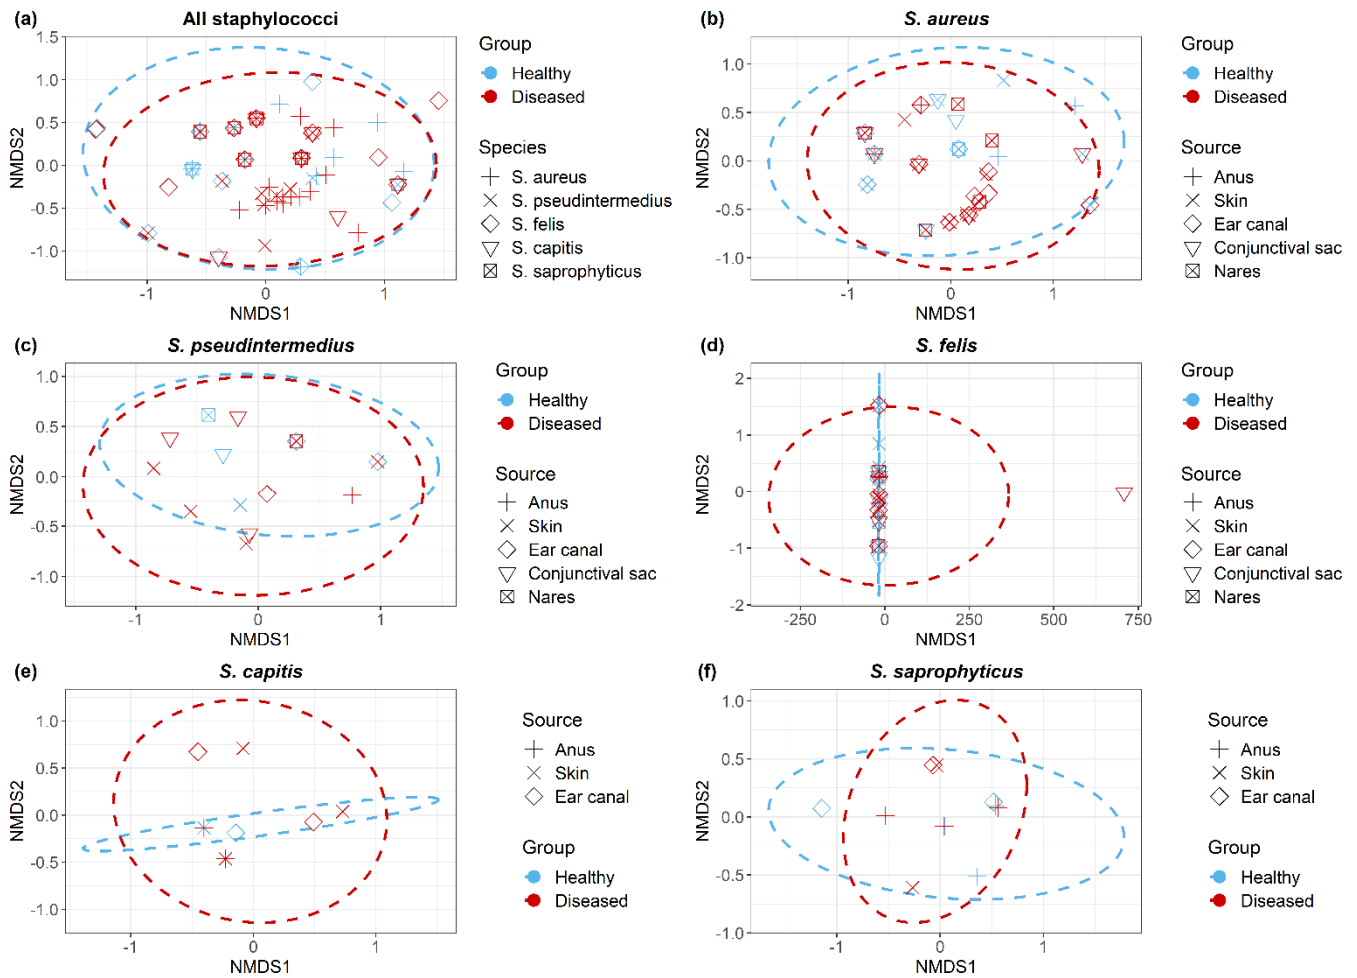 (a) All staphylococci
1.5
1.0
0.5
0.0
-0.5
-1.0
NMDS2
-1 0 1
NMDS1
Group
Healthy
Diseased
Species
S. aureus
S. pseudintermedius
S. felis
S. capitis
S. saprophyticus
(b) S. aureus
1.0
0.5
0.0
-0.5
-1.0
NMDS2
-1 0 1
NMDS1
Group
Healthy
Diseased
Source
Anus
Skin
Ear canal
Conjunctival sac
Nares
(c) S. pseudintermedius
1.0
0.5
0.0
-0.5
-1.0
NMDS2
-1 0 1
NMDS1
Group
Healthy
Diseased
Source
Anus
Skin
Ear canal
Conjunctival sac
Nares
(d) S. felis
2
1
0
-1
-2
NMDS2
-250 0 250 500 750
NMDS1
Group
Healthy
Diseased
Source
Anus
Skin
Ear canal
Conjunctival sac
Nares
(e) S. capitis
1.0
0.5
0.0
-0.5
-1.0
NMDS2
-1 0 1
NMDS1
Source
Anus
Skin
Ear canal
Group
Healthy
Diseased
(f) S. saprophyticus
1.0
0.5
0.0
-0.5
-1.0
NMDS2
-1 0 1
NMDS1
Source
Anus
Skin
Ear canal
Group
Healthy
Diseased